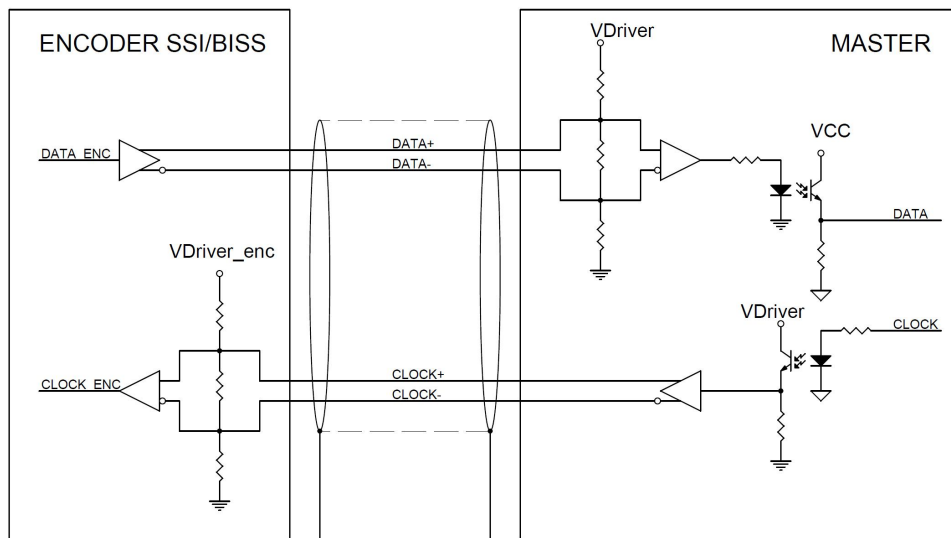 ENCODER SSI/BISS
VDriver
MASTER
VCC
DATA_ENC
DATA+
DATA-
DATA
VDriver_enc
VDriver
CLOCK
CLOCK_ENC
CLOCK+
CLOCK-